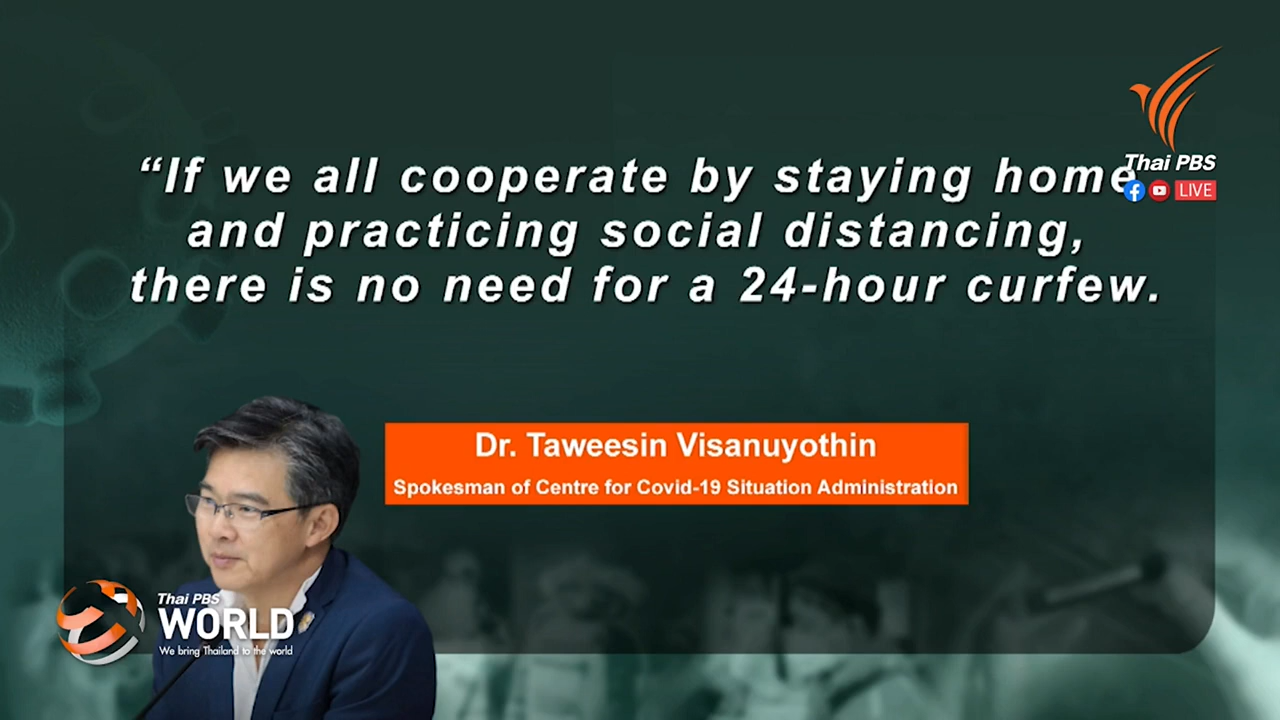 Thai PBS
LIVE
“If we all cooperate by staying home
and practicing social distancing,
there is no need for a 24-hour curfew.
Dr. Taweesin Visanuyothin
Spokesman of Centre for Covid-19 Situation Administration
Thai PBS
WORLD
We bring Thailand to the world